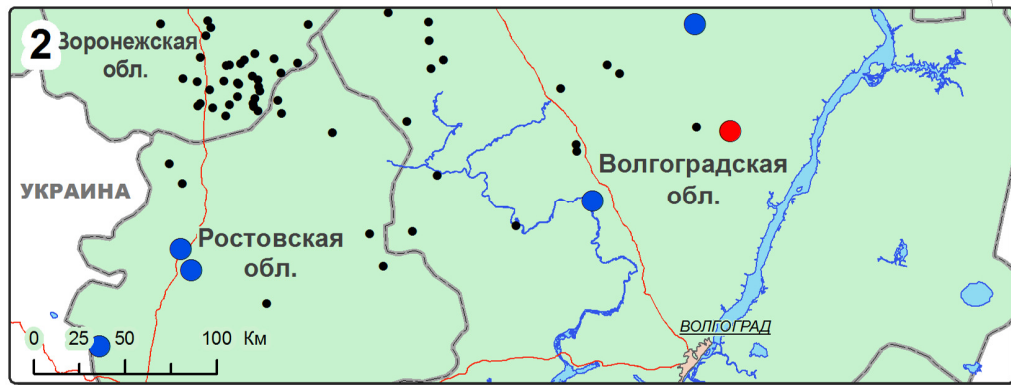 2
Воронежская
обл.
УКРАИНА
Волгоградская
обл.
Ростовская
обл.
ВОЛГОГРАД
0 25 50 100 Км